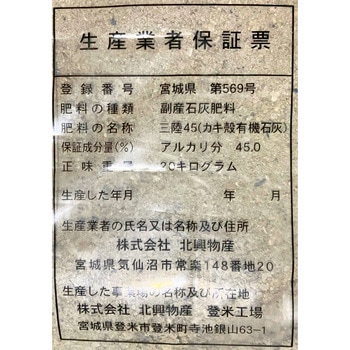 生産業者保証票
登録番号 宮城県 第569号
肥料の種類 副産石灰肥料
肥料の名称 三陸45(カキ殻有機石灰)
保証成分量(%) アルカリ分 45.0
正味重量 20キログラム
生産した年月 年 月
生産業者の氏名又は名称及び住所
株式会社 北興物産
宮城県気仙沼市常楽148番地20
生産した事業場の名称及び所在地
株式会社 北興物産 登米工場
宮城県登米市登米町寺池銀山63-1